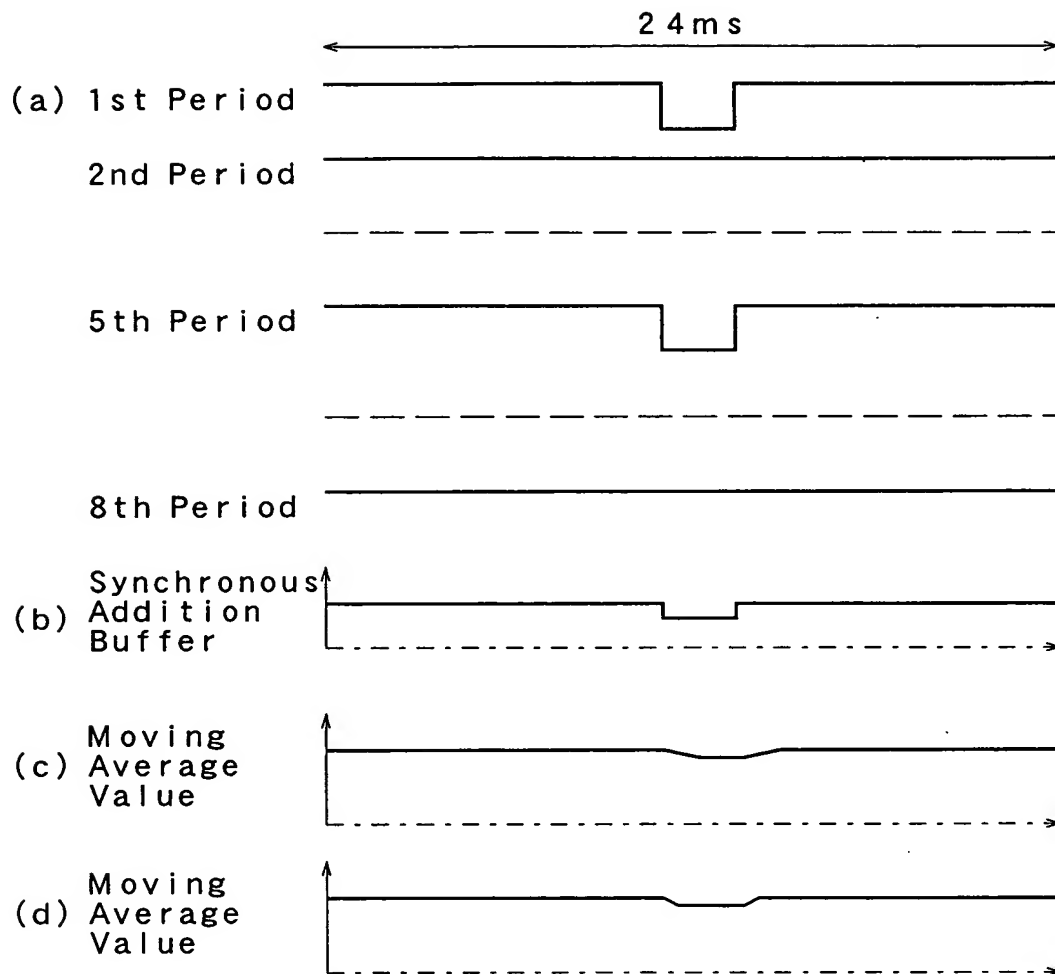 24ms
(a) 1st Period
2nd Period
5th Period
8th Period
(b) Synchronous
Addition
Buffer
(c) Moving
Average
Value
(d) Moving
Average
Value